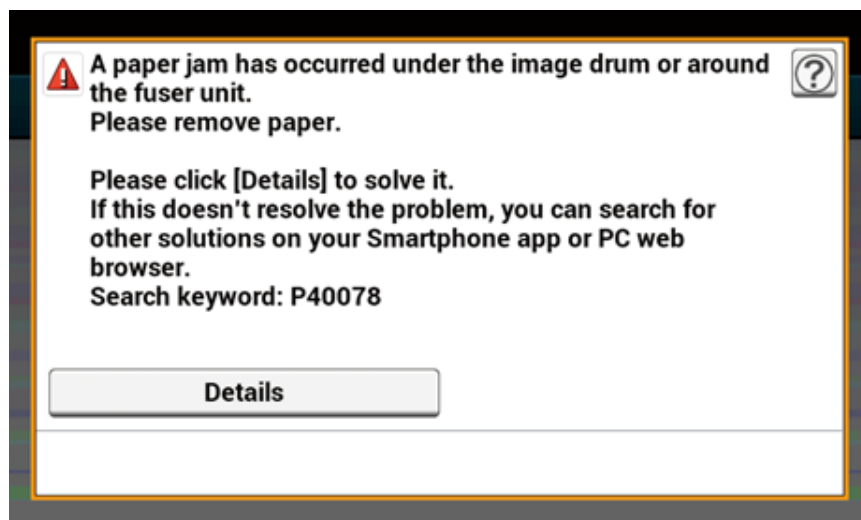 A paper jam has occurred under the image drum or around
the fuser unit.
Please remove paper.
Please click [Details] to solve it.
If this doesn't resolve the problem, you can search for
other solutions on your Smartphone app or PC web
browser.
Search keyword: P40078
Details